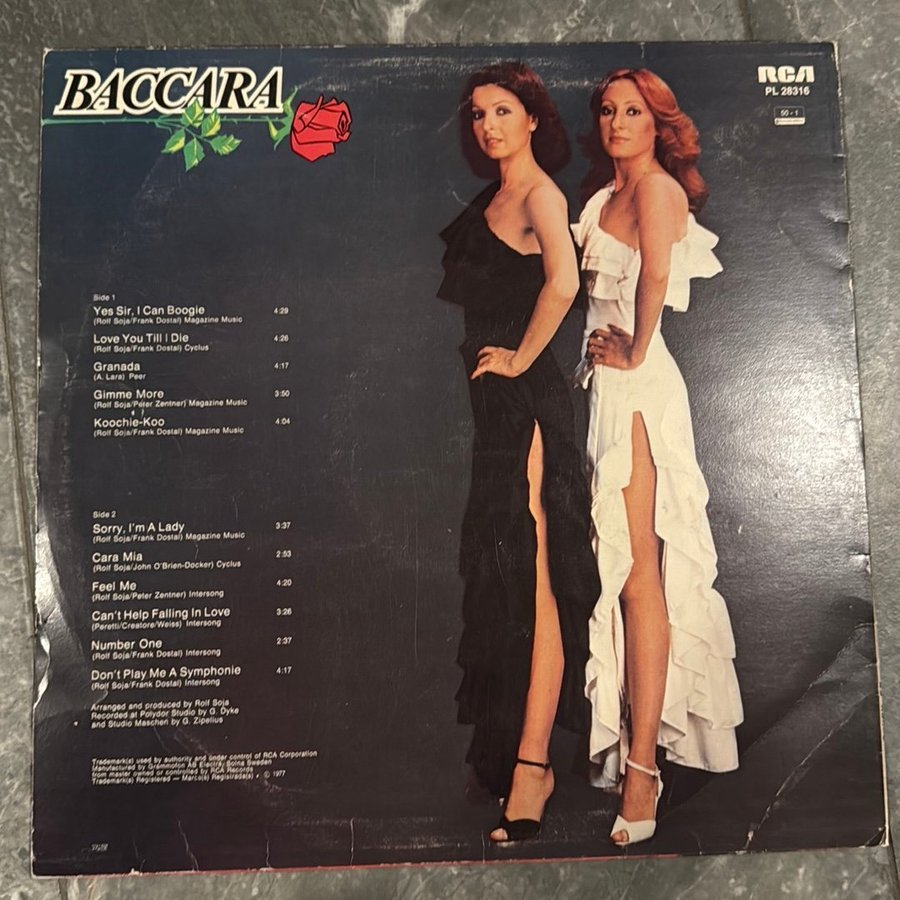 BACCARA
RCA
PL 28316
50 - 1
Side 1
Yes Sir, I Can Boogie 4:29
(Rolf Soja/Frank Dostal) Magazine Music
Love You Till I Die 4:26
(Rolf Soja/Frank Dostal) Cyclus
Granada 4:17
(A. Lara) Peer
Gimme More 3:50
(Rolf Soja/Peter Zentner) Magazine Music
Koochie-Koo 4:04
(Rolf Soja/Frank Dostal) Magazine Music
Side 2
Sorry, I'm A Lady 3:37
(Rolf Soja/Frank Dostal) Magazine Music
Cara Mia 2:53
(Rolf Soja/John O'Brien-Docker) Cyclus
Feel Me 4:20
(Rolf Soja/Peter Zentner) Intersong
Can't Help Falling In Love 3:26
(Peretti/Creatore/Weiss) Intersong
Number One 2:37
(Rolf Soja/Frank Dostal) Intersong
Don't Play Me A Symphonie 4:17
(Rolf Soja/Frank Dostal) Intersong
Arranged and produced by Rolf Soja
Recorded at Polydor Studio by G. Dyke
and Studio Maschen by G. Zipelius
Trademark(s) used by authority and under control of RCA Corporation
Manufactured by Grammofon AB Electra, Solna Sweden
from master owned or controlled by RCA Records
Trademark(s) Registered — Marca(s) Registrada(s) . © 1977